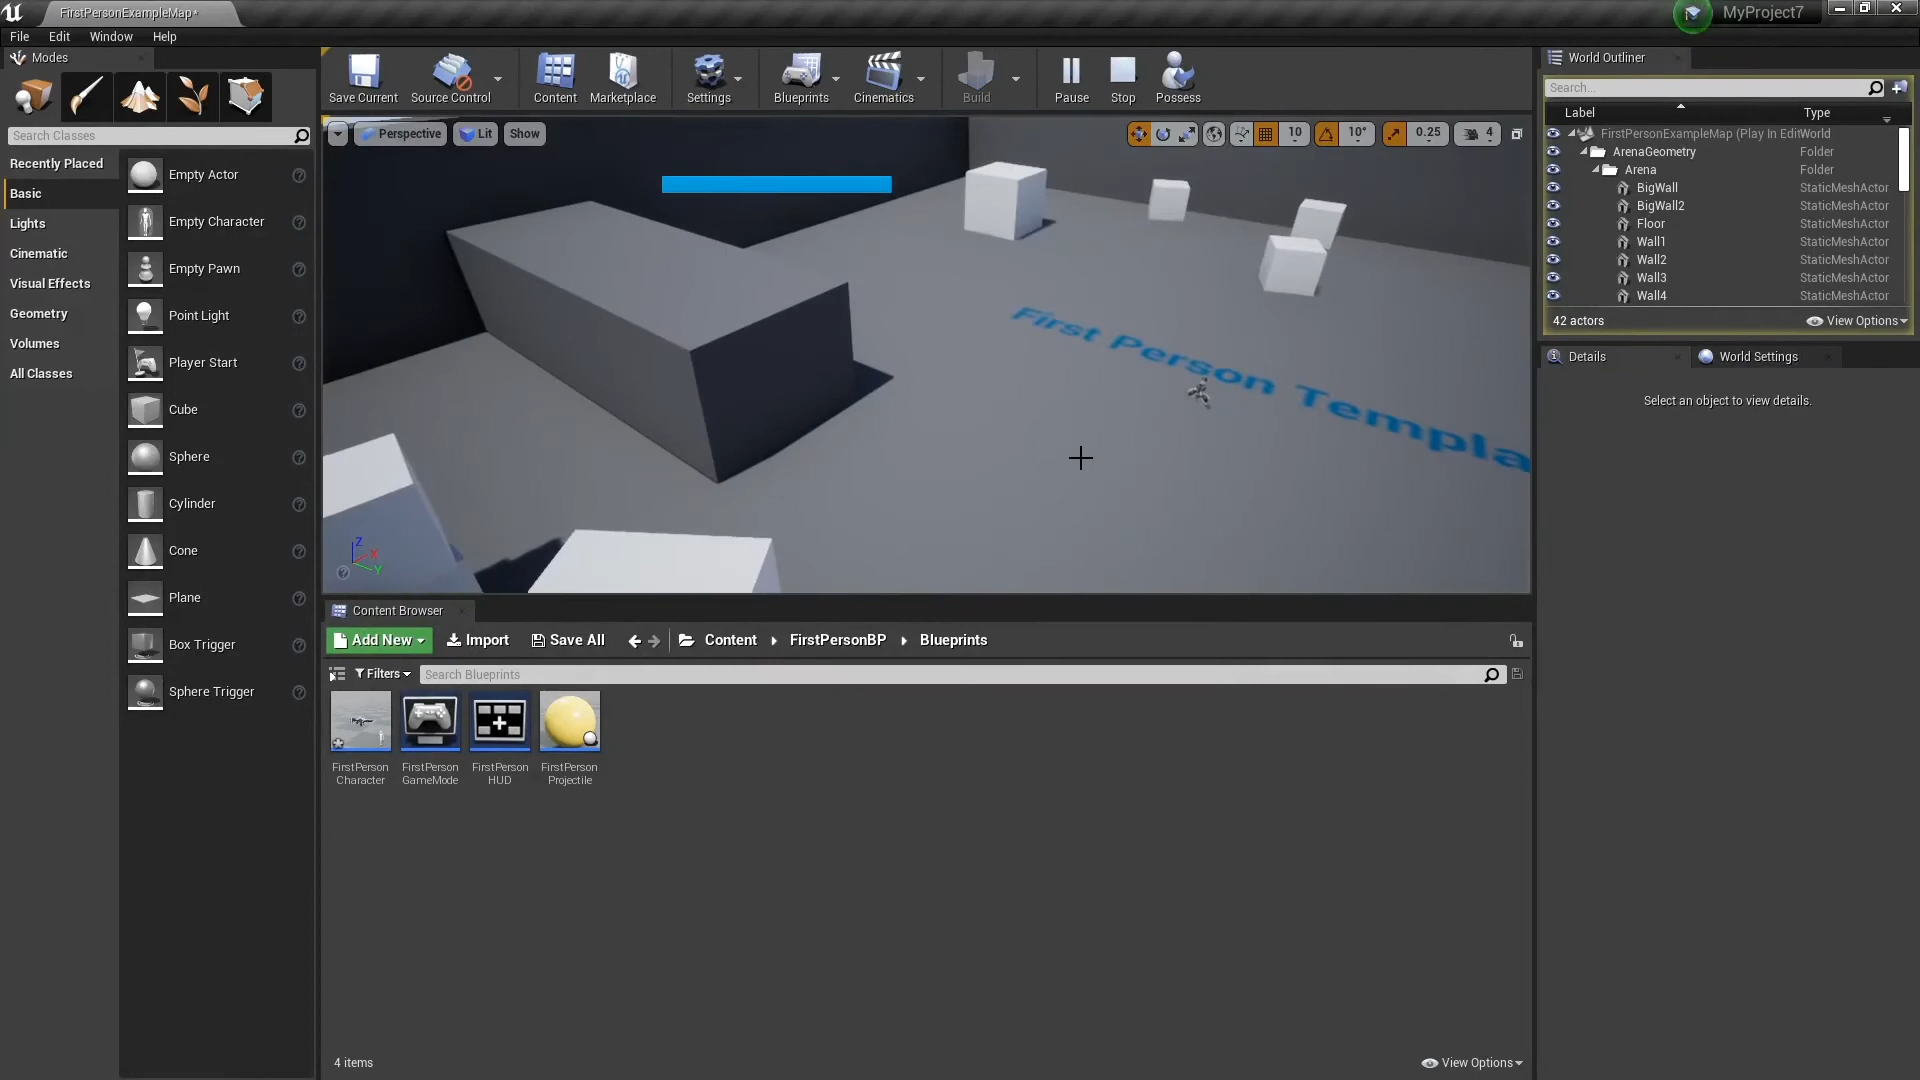 FirstPersonExampleMap*
MyProject7
File Edit Window Help
Modes
Search Classes
Recently Placed
Basic
Lights
Cinematic
Visual Effects
Geometry
Volumes
All Classes
Empty Actor
Empty Character
Empty Pawn
Point Light
Player Start
Cube
Sphere
Cylinder
Cone
Plane
Box Trigger
Sphere Trigger
Save Current Source Control Content Marketplace Settings Blueprints Cinematics Build Pause Stop Possess
Perspective Lit Show
10 10° 0.25 4
First Person Templa
Z X Y
Content Browser
Add New Import Save All Content FirstPersonBP Blueprints
Filters Search Blueprints
FirstPerson
Character
FirstPerson
GameMode
FirstPerson
HUD
FirstPerson
Projectile
4 items
View Options
World Outliner
Search...
Label Type
FirstPersonExampleMap (Play In Edit World
ArenaGeometry Folder
Arena Folder
BigWall StaticMeshActor
BigWall2 StaticMeshActor
Floor StaticMeshActor
Wall1 StaticMeshActor
Wall2 StaticMeshActor
Wall3 StaticMeshActor
Wall4 StaticMeshActor
42 actors View Options
Details World Settings
Select an object to view details.